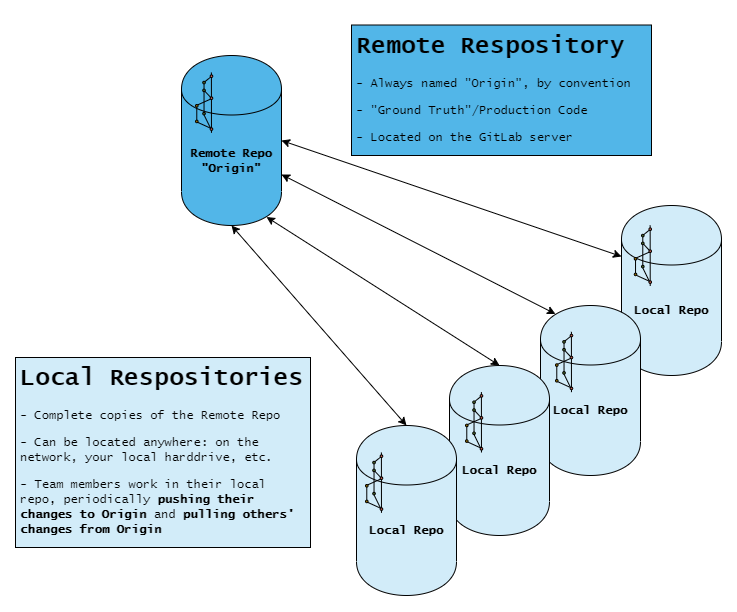 Remote Respository
- Always named "Origin", by convention
- "Ground Truth"/Production Code
- Located on the GitLab server
Remote Repo
"Origin"
Local Repo
Local Repo
Local Repo
Local Repo
Local Respositories
- Complete copies of the Remote Repo
- Can be located anywhere: on the
network, your local harddrive, etc.
- Team members work in their local
repo, periodically pushing their
changes to Origin and pulling others'
changes from Origin